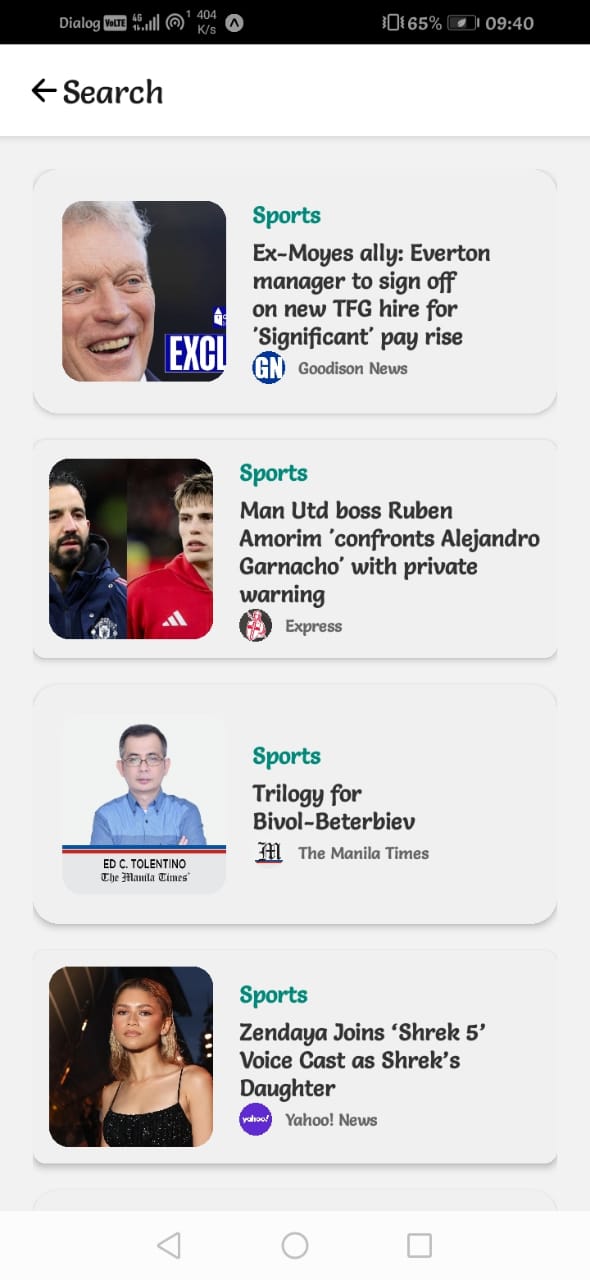 Dialog VoLTE 4G 1 404 K/s 65% 09:40
Search
Sports
Ex-Moyes ally: Everton
manager to sign off
on new TFG hire for
'Significant' pay rise
EXCL
GN Goodison News
Sports
Man Utd boss Ruben
Amorim 'confronts Alejandro
Garnacho' with private
warning
Express
Sports
Trilogy for
Bivol-Beterbiev
M The Manila Times
ED C. TOLENTINO
The Manila Times
Sports
Zendaya Joins ‘Shrek 5’
Voice Cast as Shrek’s
Daughter
yahoo! Yahoo! News